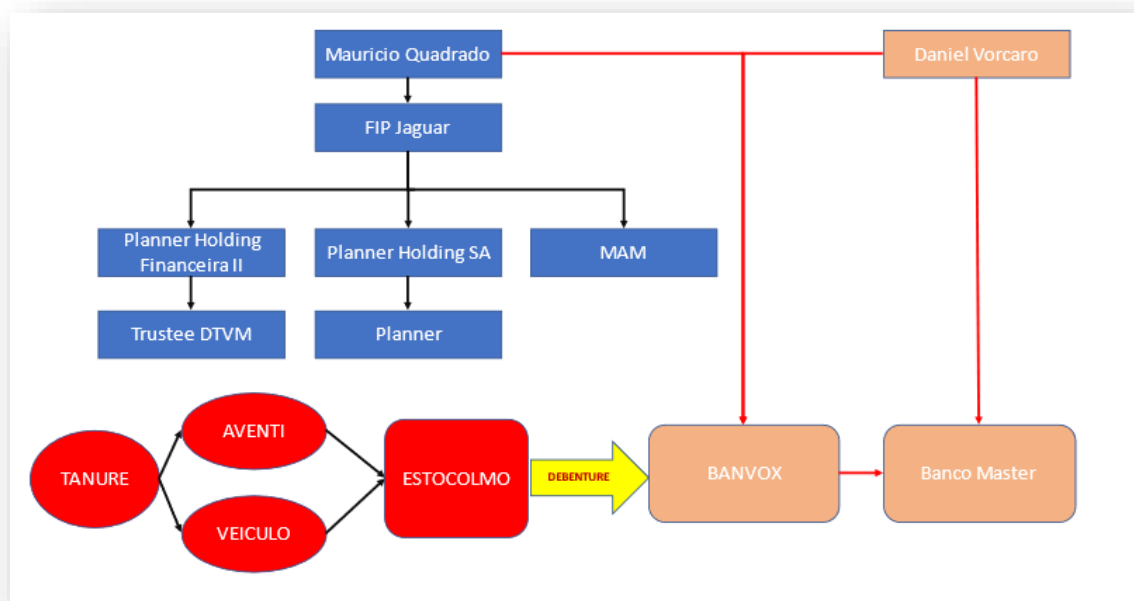 Mauricio Quadrado
Daniel Vorcaro
FIP Jaguar
Planner Holding
Financeira II
Planner Holding SA
MAM
Trustee DTVM
Planner
TANURE
AVENTI
VEICULO
ESTOCOLMO
DEBENTURE
BANVOX
Banco Master